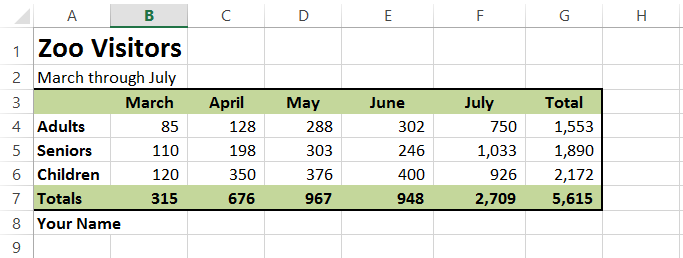 A B C D E F G H
1 Zoo Visitors
2 March through July
3 March April May June July Total
4 Adults 85 128 288 302 750 1,553
5 Seniors 110 198 303 246 1,033 1,890
6 Children 120 350 376 400 926 2,172
7 Totals 315 676 967 948 2,709 5,615
8 Your Name
9